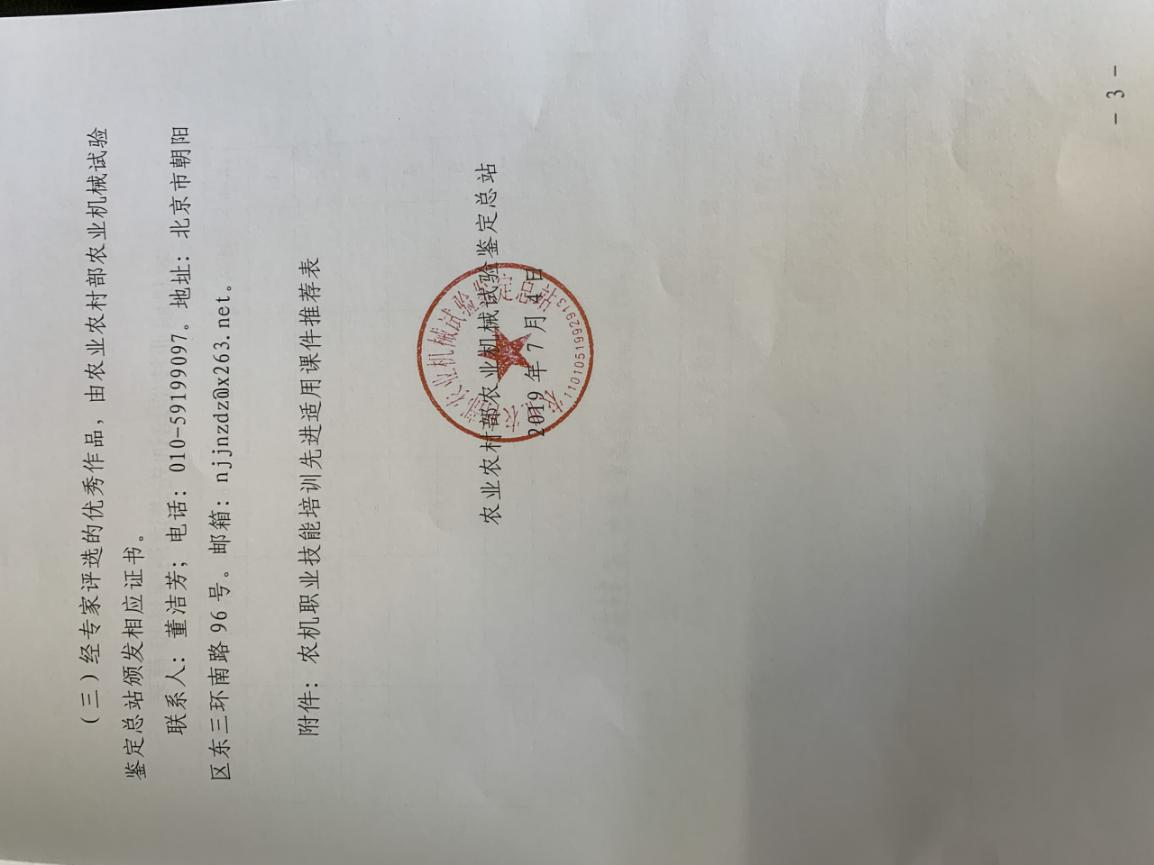 （三）经专家评选的优秀作品，由农业农村部农业机械试验
鉴定总站颁发相应证书。
联系人：董洁芳；电话：010-59199097。地址：北京市朝阳
区东三环南路96号。邮箱：njjnzdz@x263.net。
附件：农机职业技能培训先进适用课件推荐表
农业农村部农业机械试验鉴定总站
2019年7月4日
1101051992913
- 3 -